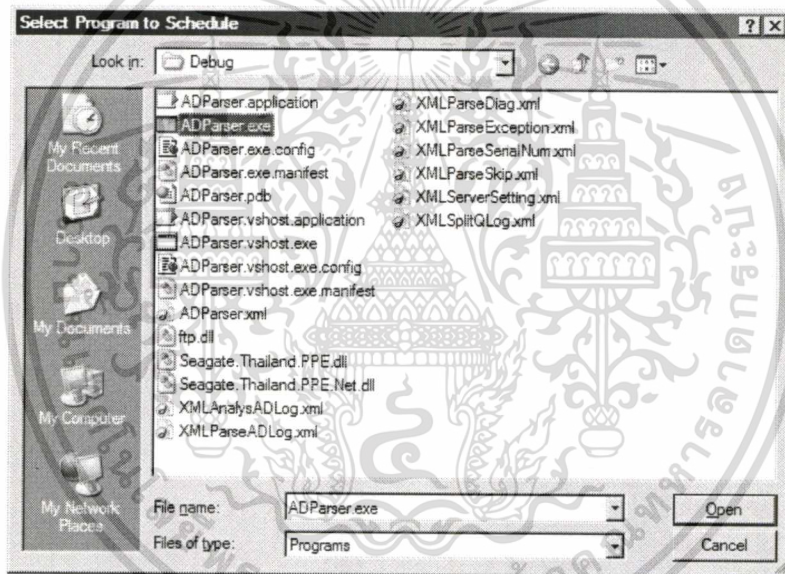 Select Program to Schedule
Look in:
Debug
My Recent Documents
Desktop
My Documents
My Computer
My Network Places
ADParser.application
ADParser.exe
ADParser.exe.config
ADParser.exe.manifest
ADParser.pdb
ADParser.vshost.application
ADParser.vshost.exe
ADParser.vshost.exe.config
ADParser.vshost.exe.manifest
ADParser.xml
ftp.dll
Seagate.Thailand.PPE.dll
Seagate.Thailand.PPE.Net.dll
XMLAnalysADLog.xml
XMLParseADLog.xml
XMLParseDiag.xml
XMLParseException.xml
XMLParseSerialNum.xml
XMLParseSkip.xml
XMLServerSetting.xml
XMLSplitQLog.xml
File name:
ADParser.exe
Open
Files of type:
Programs
Cancel